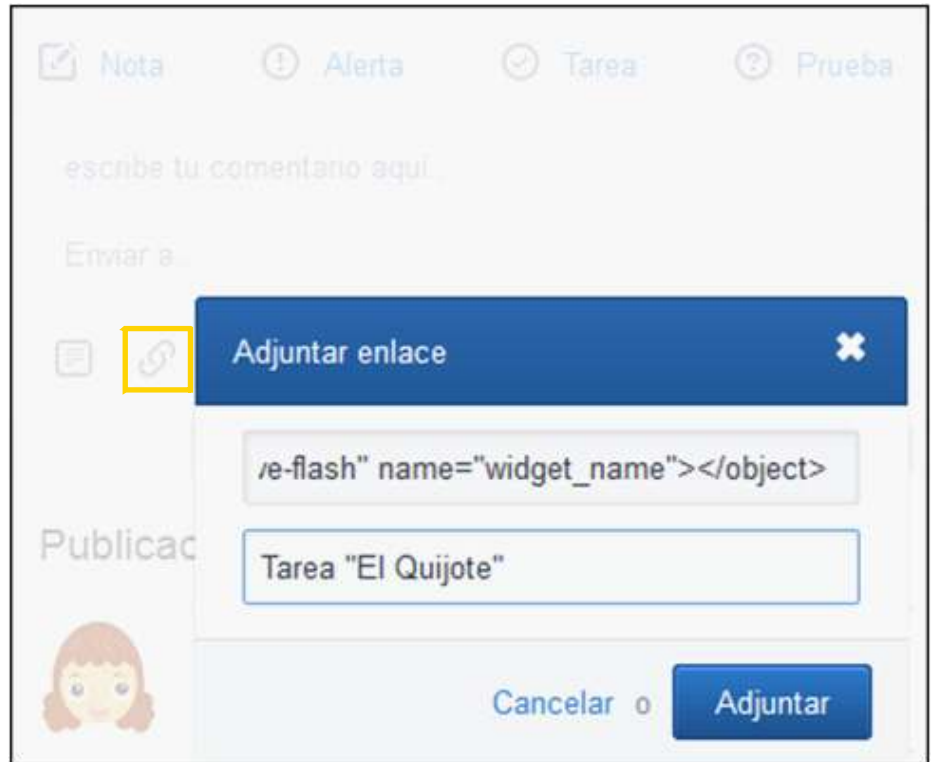 Nota Alerta Tarea Prueba
escribe tu comentario aquí...
Enviar a...
Adjuntar enlace
/e-flash" name="widget_name"></object>
Publicac
Tarea "El Quijote"
Cancelar o Adjuntar